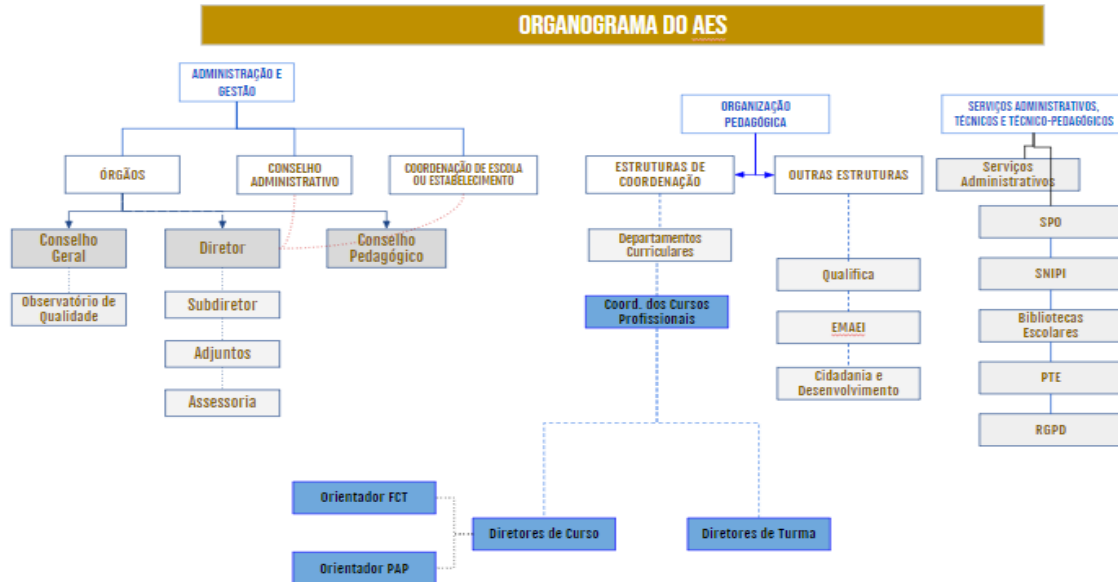 ORGANOGRAMA DO AES
ADMINISTRAÇÃO E
GESTÃO
ORGANIZAÇÃO
PEDAGÓGICA
SERVIÇOS ADMINISTRATIVOS,
TÉCNICOS E TÉCNICO-PEDAGÓGICOS
ÓRGÃOS
CONSELHO
ADMINISTRATIVO
COORDENAÇÃO DE ESCOLA
OU ESTABELECIMENTO
ESTRUTURAS DE
COORDENAÇÃO
OUTRAS ESTRUTURAS
Serviços
Administrativos
Conselho
Geral
Diretor
Conselho
Pedagógico
Departamentos
Curriculares
SPO
Observatório de
Qualidade
Subdiretor
Coord. dos Cursos
Profissionais
Qualifica
SNIPI
Adjuntos
EMAEI
Bibliotecas
Escolares
Assessoria
Cidadania e
Desenvolvimento
PTE
RGPD
Orientador FCT
Diretores de Curso
Diretores de Turma
Orientador PAP